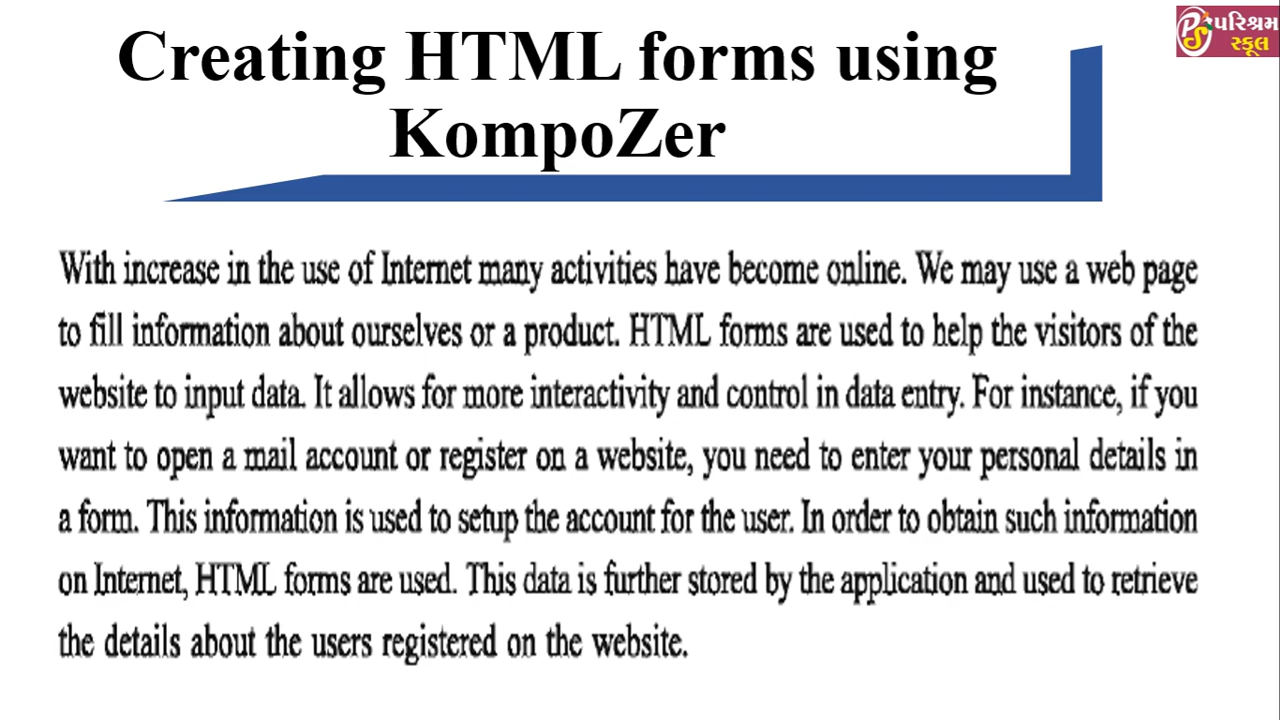 Creating HTML forms using
KompoZer
પરિશ્રમ
સ્કૂલ
With increase in the use of Internet many activities have become online. We may use a web page
to fill information about ourselves or a product. HTML forms are used to help the visitors of the
website to input data. It allows for more interactivity and control in data entry. For instance, if you
want to open a mail account or register on a website, you need to enter your personal details in
a form. This information is used to setup the account for the user. In order to obtain such information
on Internet, HTML forms are used. This data is further stored by the application and used to retrieve
the details about the users registered on the website.